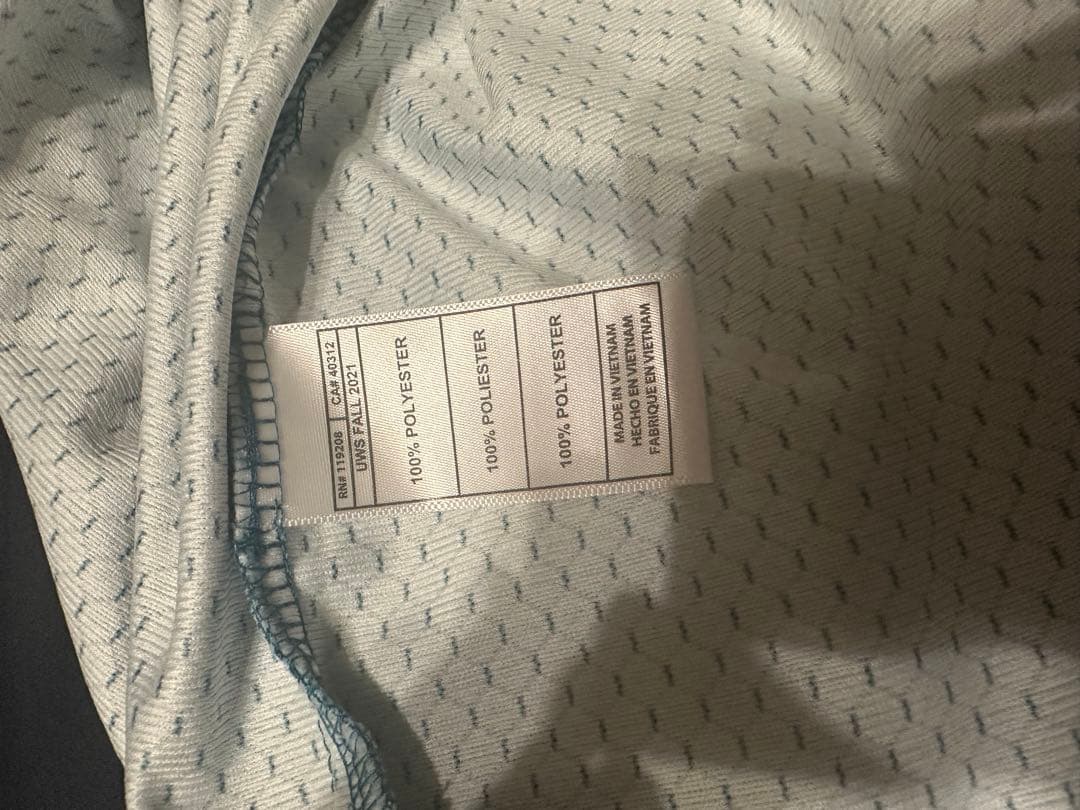 RN# 119208 CA# 40312
UWS FALL 2021
100% POLYESTER
100% POLIESTER
100% POLYESTER
MADE IN VIETNAM
HECHO EN VIETNAM
FABRIQUE EN VIETNAM